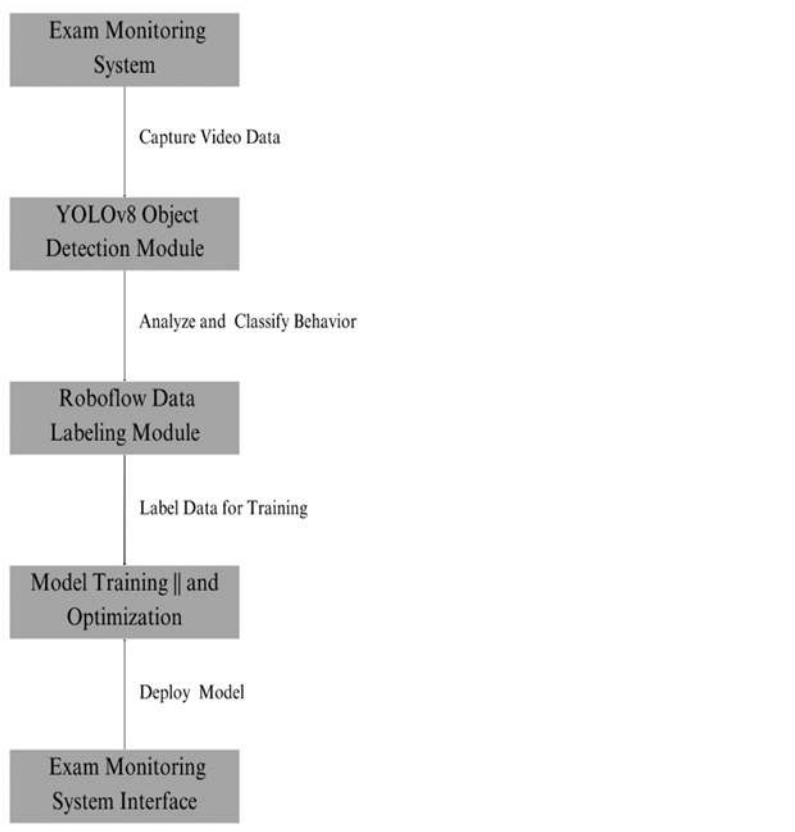 Exam Monitoring
System
Capture Video Data
YOLOv8 Object
Detection Module
Analyze and Classify Behavior
Roboflow Data
Labeling Module
Label Data for Training
Model Training || and
Optimization
Deploy Model
Exam Monitoring
System Interface